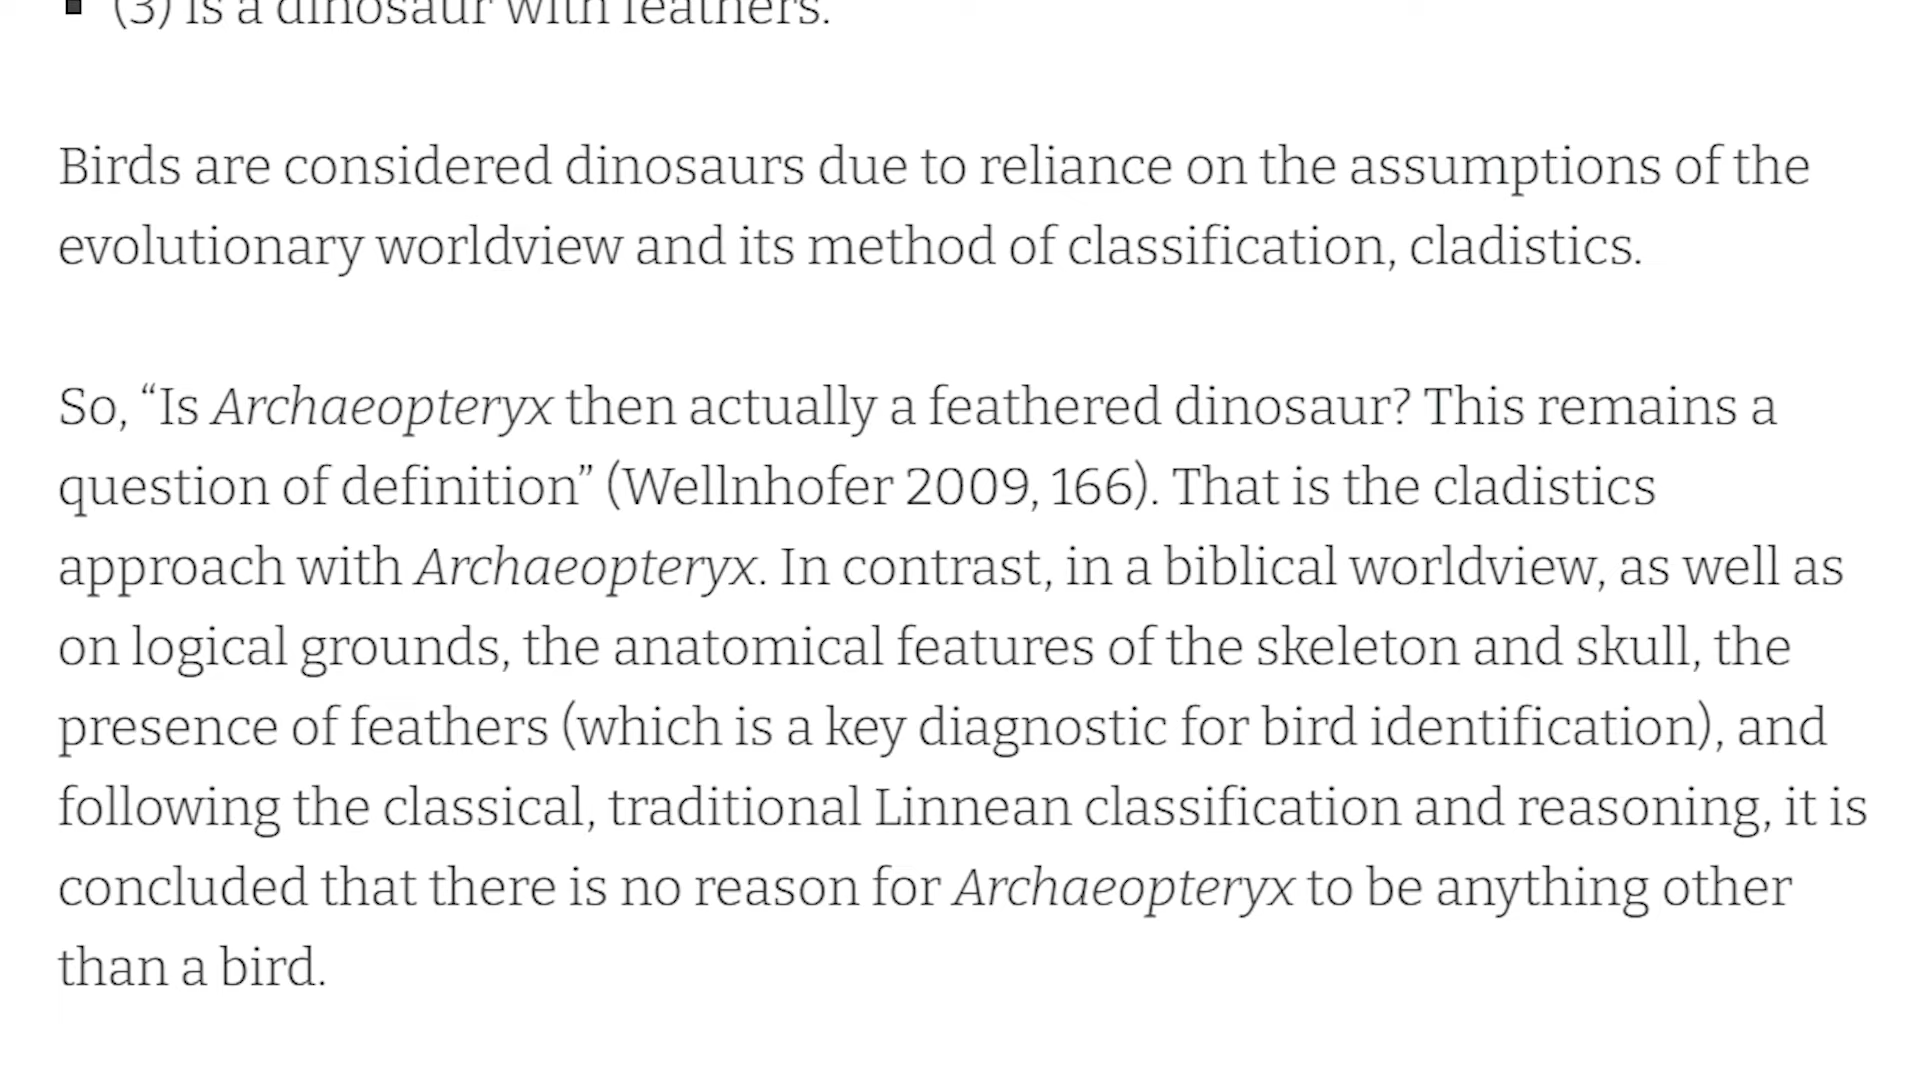 ▪ (3) is a dinosaur with feathers.
Birds are considered dinosaurs due to reliance on the assumptions of the
evolutionary worldview and its method of classification, cladistics.
So, “Is Archaeopteryx then actually a feathered dinosaur? This remains a
question of definition” (Wellnhofer 2009, 166). That is the cladistics
approach with Archaeopteryx. In contrast, in a biblical worldview, as well as
on logical grounds, the anatomical features of the skeleton and skull, the
presence of feathers (which is a key diagnostic for bird identification), and
following the classical, traditional Linnean classification and reasoning, it is
concluded that there is no reason for Archaeopteryx to be anything other
than a bird.